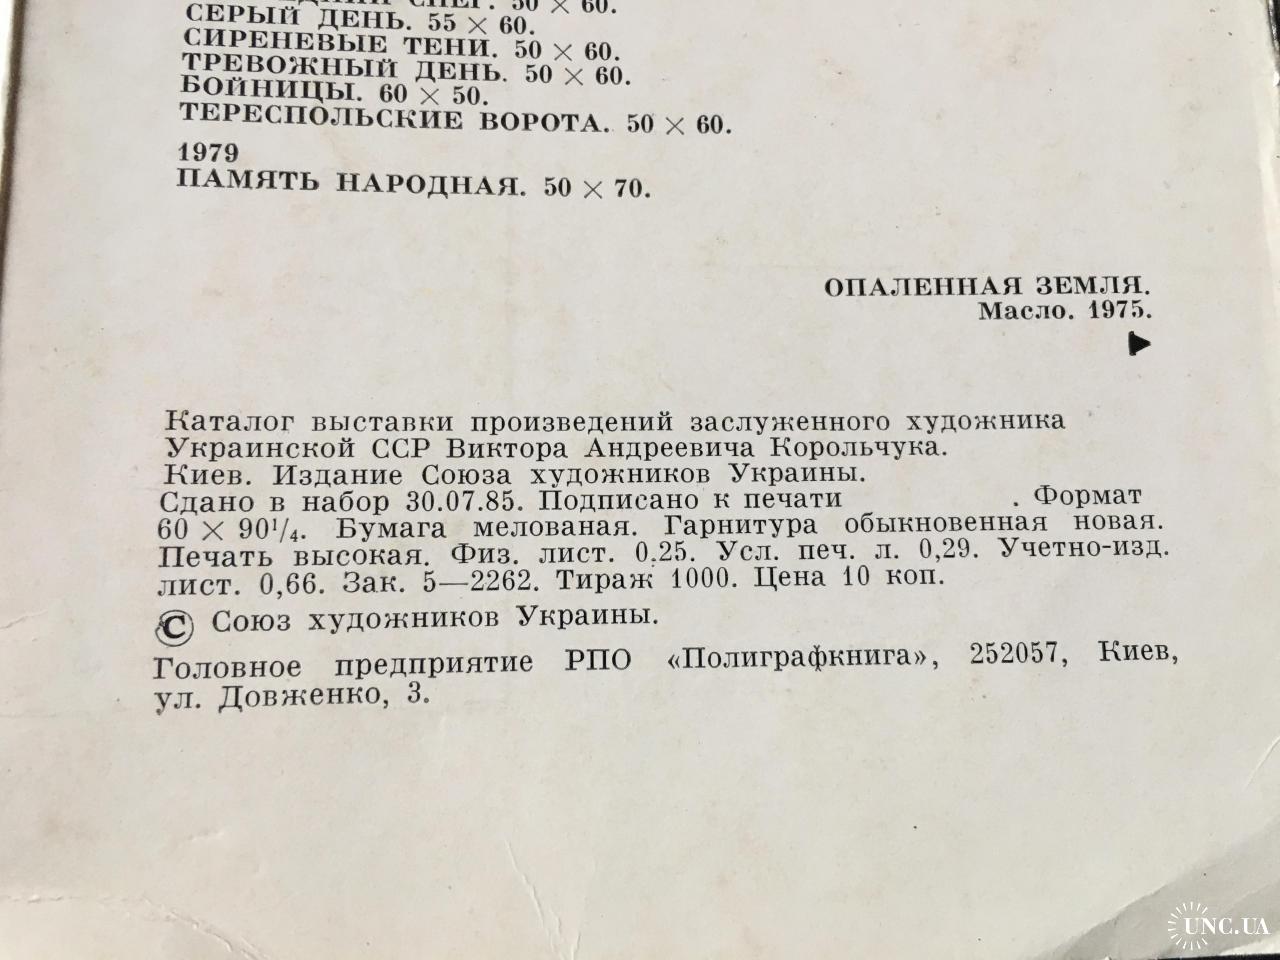 СНЕГ. 50 × 60.
СЕРЫЙ ДЕНЬ. 55 × 60.
СИРЕНЕВЫЕ ТЕНИ. 50 × 60.
ТРЕВОЖНЫЙ ДЕНЬ. 50 × 60.
БОЙНИЦЫ. 60 × 50.
ТЕРЕСПОЛЬСКИЕ ВОРОТА. 50 × 60.
1979
ПАМЯТЬ НАРОДНАЯ. 50 × 70.
ОПАЛЕННАЯ ЗЕМЛЯ.
Масло. 1975.
Каталог выставки произведений заслуженного художника
Украинской ССР Виктора Андреевича Корольчука.
Киев. Издание Союза художников Украины.
Сдано в набор 30.07.85. Подписано к печати . Формат
60 × 90¹/₄. Бумага мелованая. Гарнитура обыкновенная новая.
Печать высокая. Физ. лист. 0.25. Усл. печ. л. 0,29. Учетно-изд.
лист. 0,66. Зак. 5—2262. Тираж 1000. Цена 10 коп.
© Союз художников Украины.
Головное предприятие РПО «Полиграфкнига», 252057, Киев,
ул. Довженко, 3.
UNC.UA